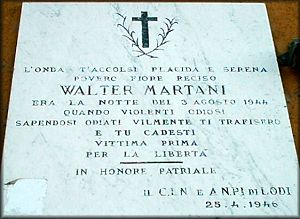 L'ONDA T'ACCOLSE PLACIDA E SERENA
POVERO FIORE RECISO
WALTER MARTANI
ERA LA NOTTE DEL 3 AGOSTO 1944
QUANDO VIOLENTI ODIOSI
SAPENDOSI ODIATI VILMENTE TI TRAFISERO
E TU CADESTI
VITTIMA PRIMA
PER LA LIBERTÀ
IN HONORE PATRIALE
IL C.L.N. E A.N.P.I. DI LODI
25.4.1946